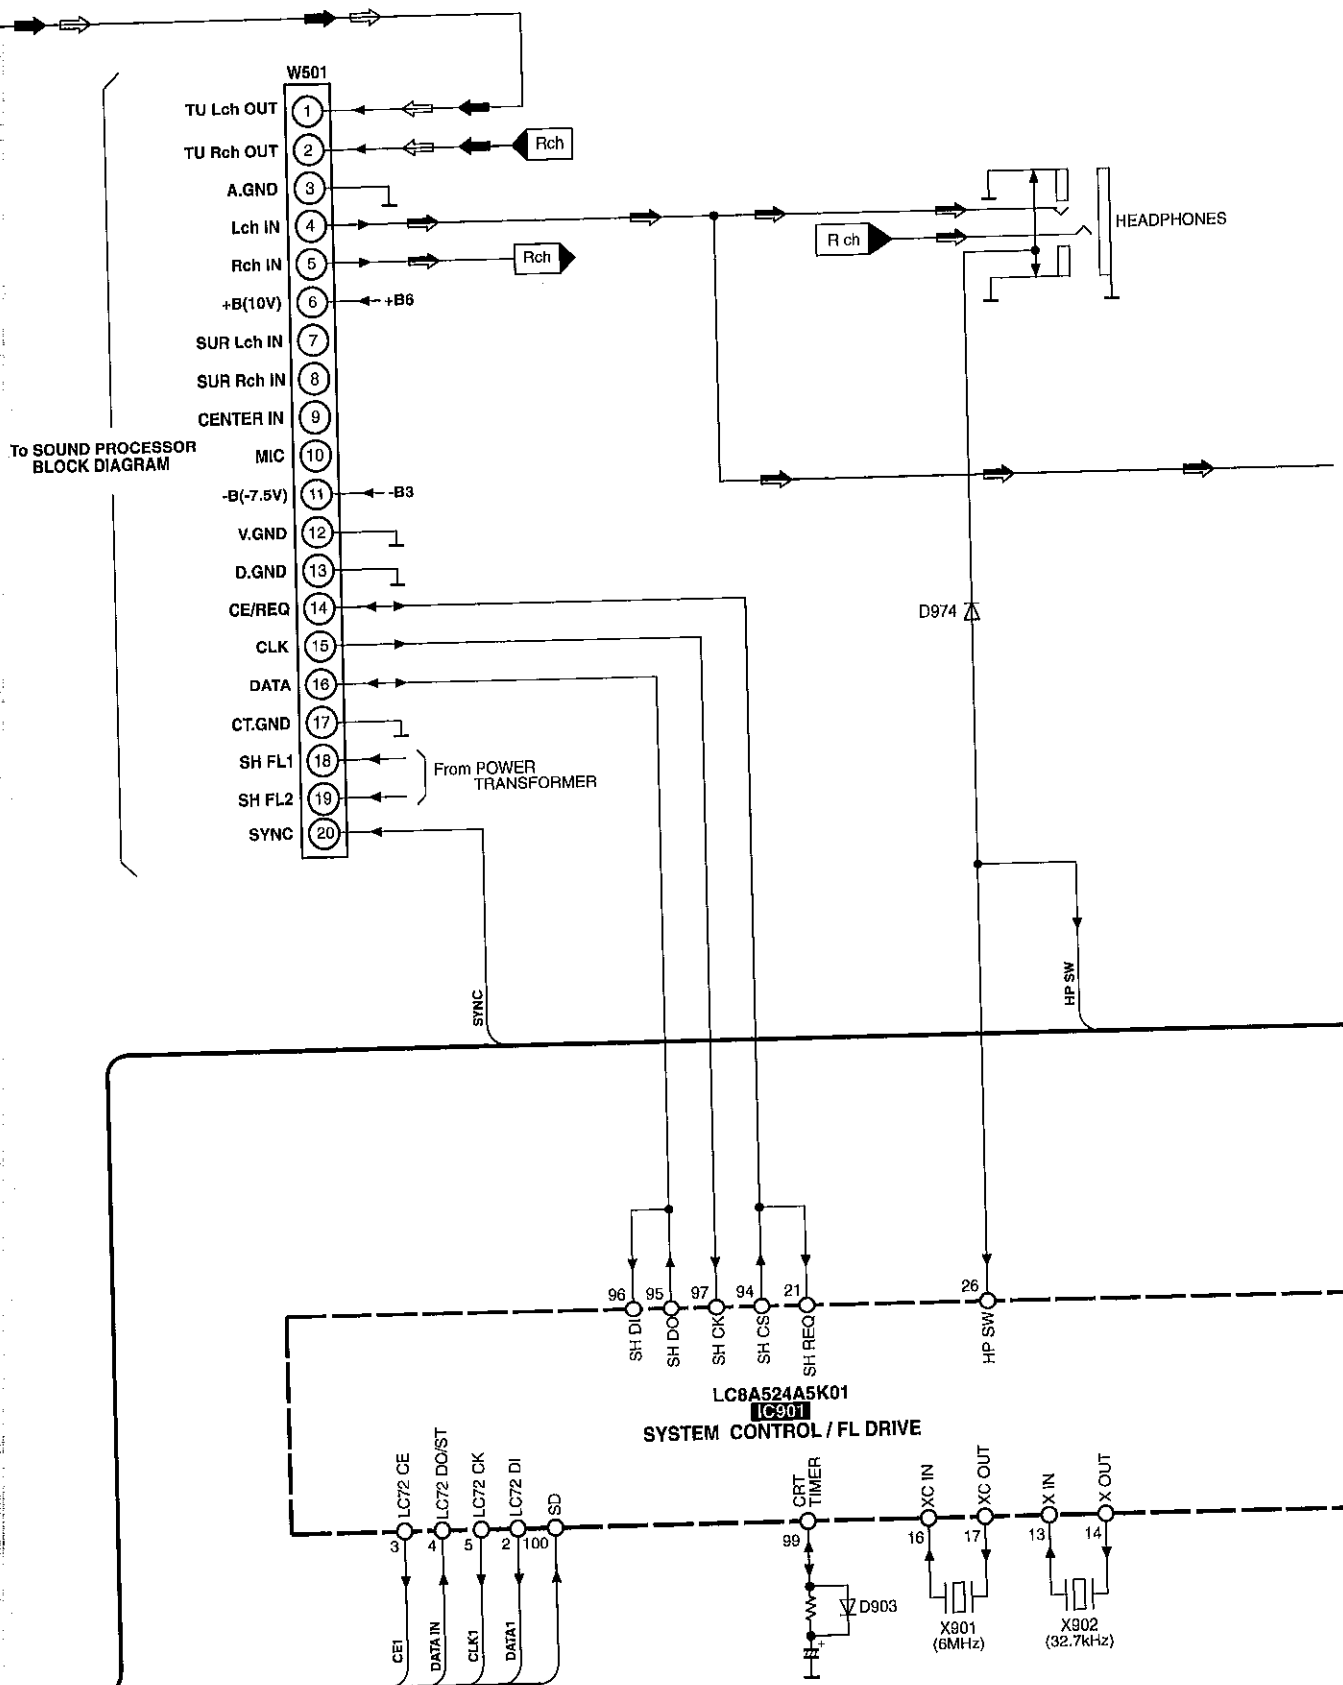 W501
TU Lch OUT 1
TU Rch OUT 2 Rch
A.GND 3
Lch IN 4
HEADPHONES
R ch
Rch IN 5 Rch
+B(10V) 6 +B6
SUR Lch IN 7
SUR Rch IN 8
CENTER IN 9
To SOUND PROCESSOR
BLOCK DIAGRAM
MIC 10
-B(-7.5V) 11 -B3
V.GND 12
D.GND 13
CE/REQ 14
D974
CLK 15
DATA 16
CT.GND 17
SH FL1 18
From POWER
TRANSFORMER
SH FL2 19
SYNC 20
SYNC
HP SW
96 95 97 94 21 26
SH DI SH DO SH CK SH CS SH REQ HP SW
LC8A524A5K01
IC901
SYSTEM CONTROL / FL DRIVE
LC72 CE LC72 DO/ST LC72 CK LC72 DI SD
CRT
TIMER
XC IN XC OUT X IN X OUT
3 4 5 2 100 99 16 17 13 14
CE1 DATA IN CLK1 DATA1
D903
+
X901
(6MHz)
X902
(32.7kHz)